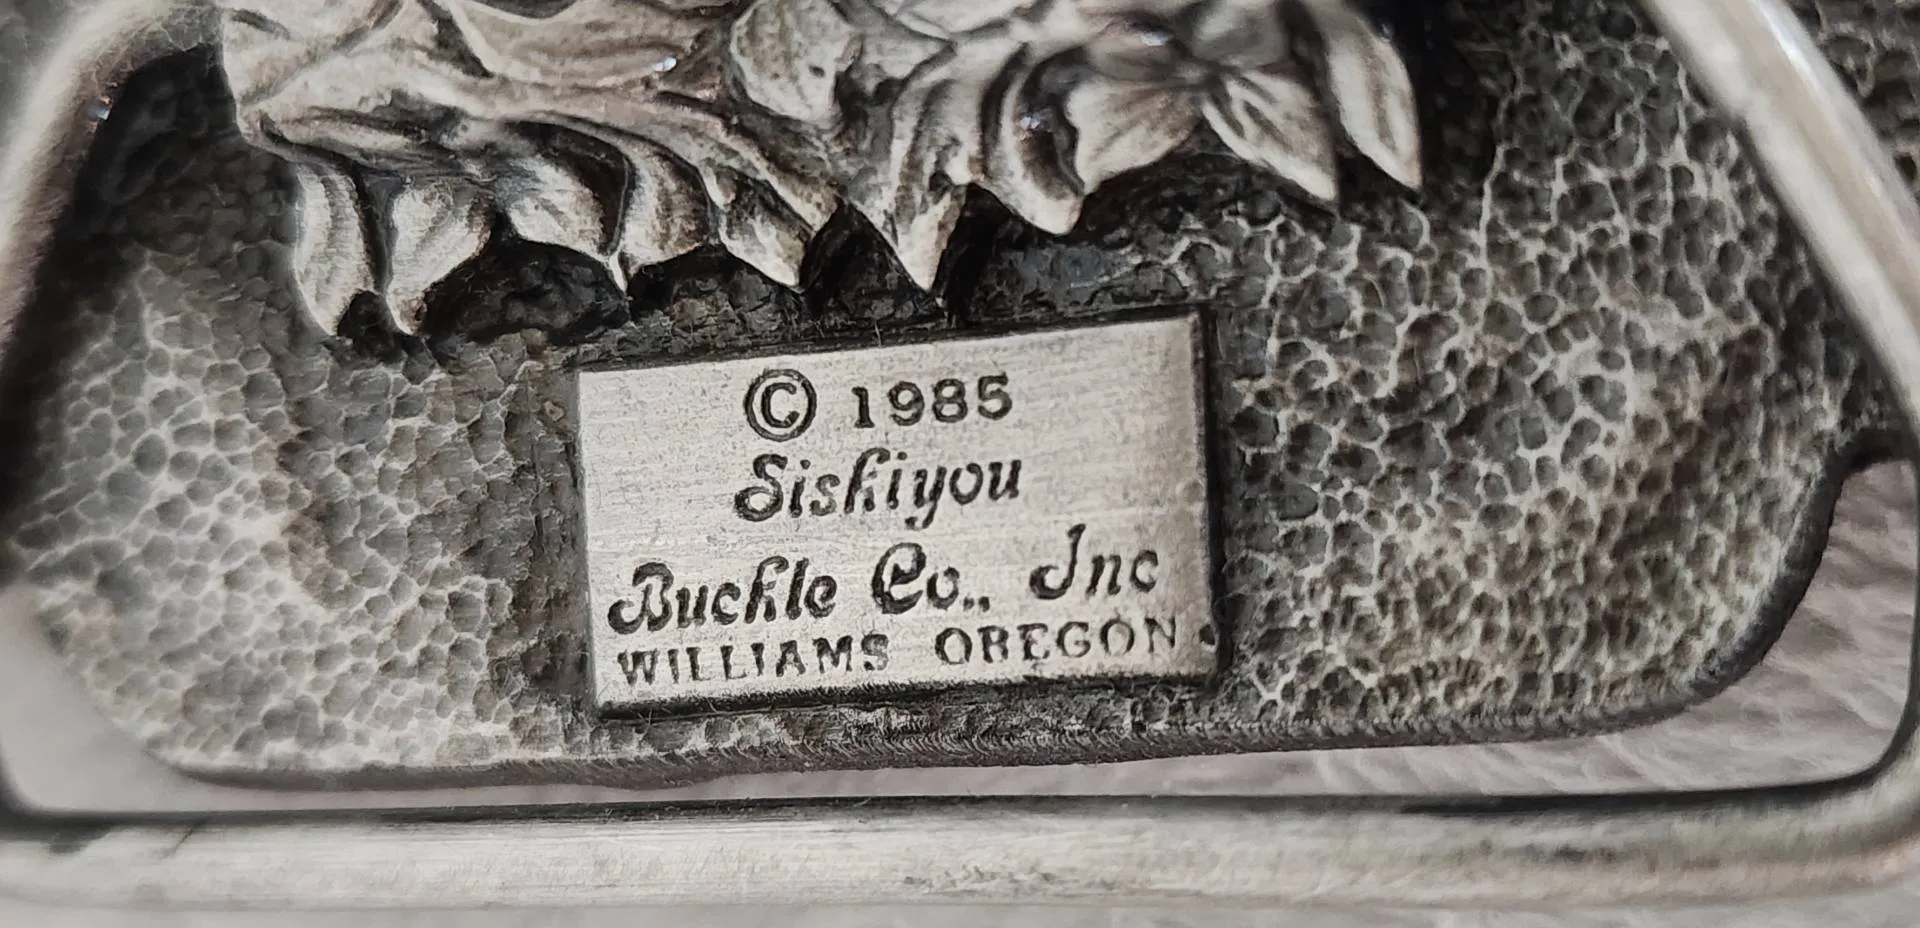 © 1985
Siskiyou
Buckle Co., Inc
WILLIAMS OREGON